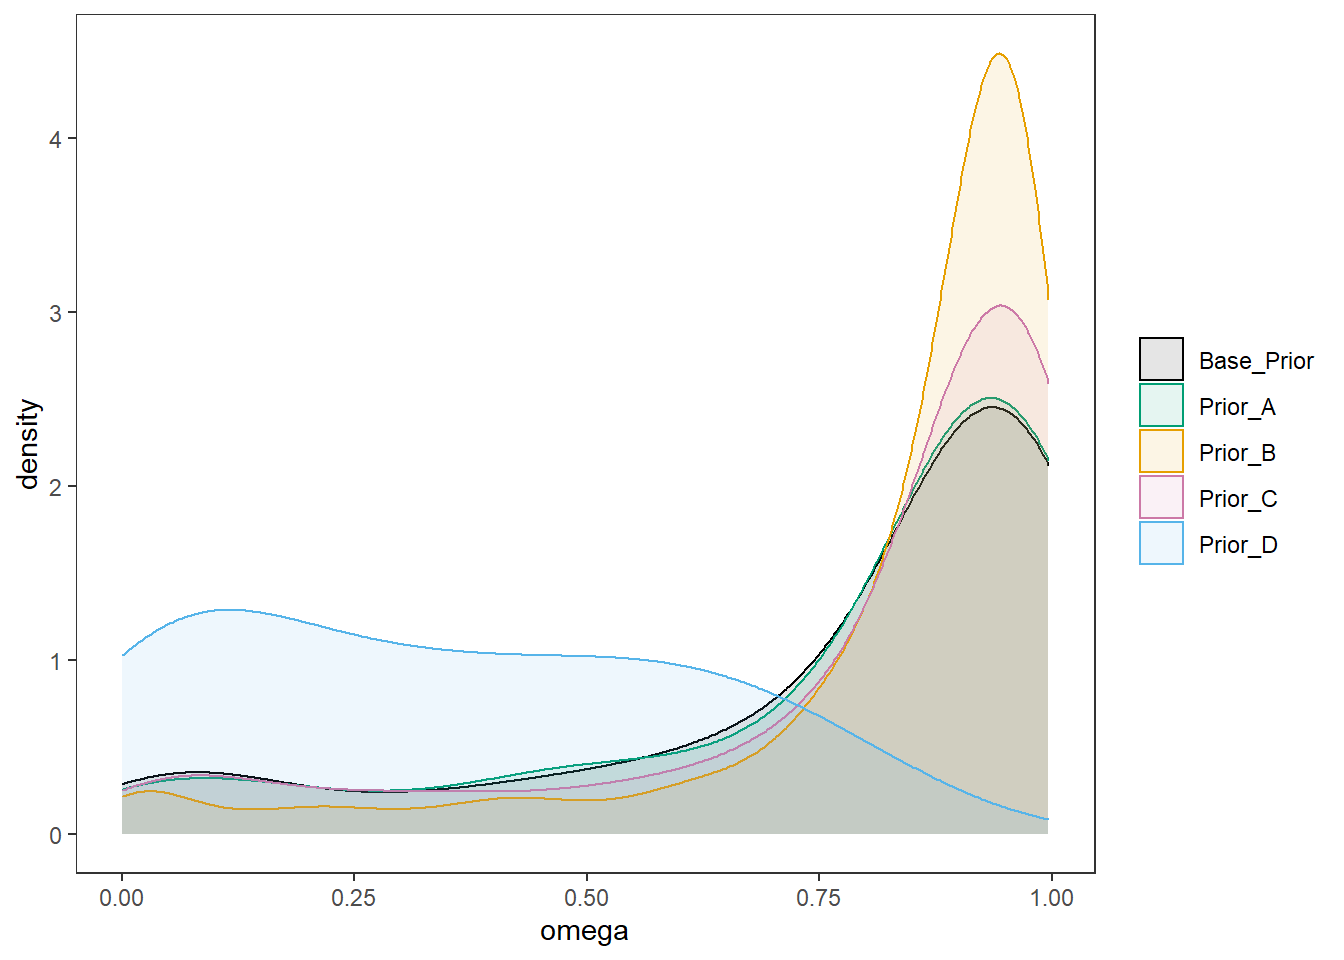 density
4
3
2
1
0
0.00 0.25 0.50 0.75 1.00
omega
Base_Prior
Prior_A
Prior_B
Prior_C
Prior_D